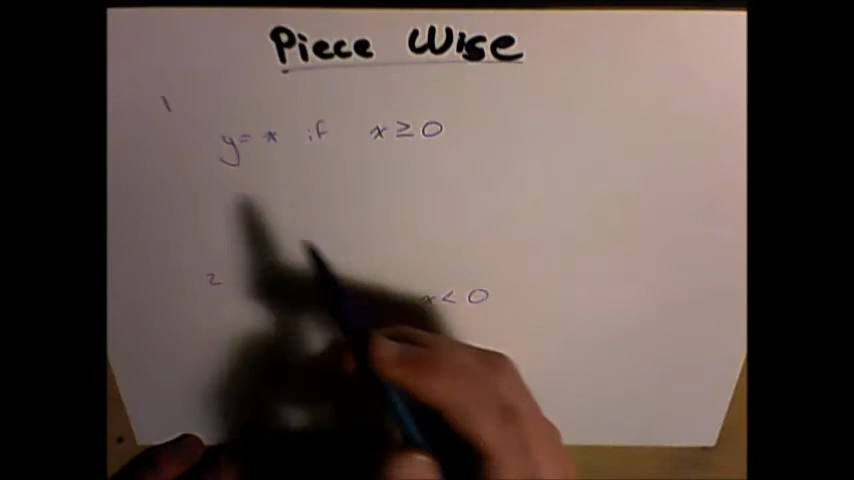 Piece Wise
1
y = x if x ≥ 0
2
x < 0